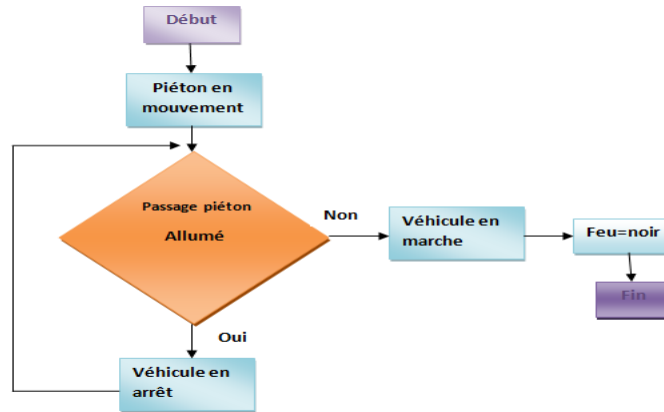 Début
Piéton en
mouvement
Passage piéton
Allumé
Non
Véhicule en
marche
Feu=noir
Fin
Oui
Véhicule en
arrêt